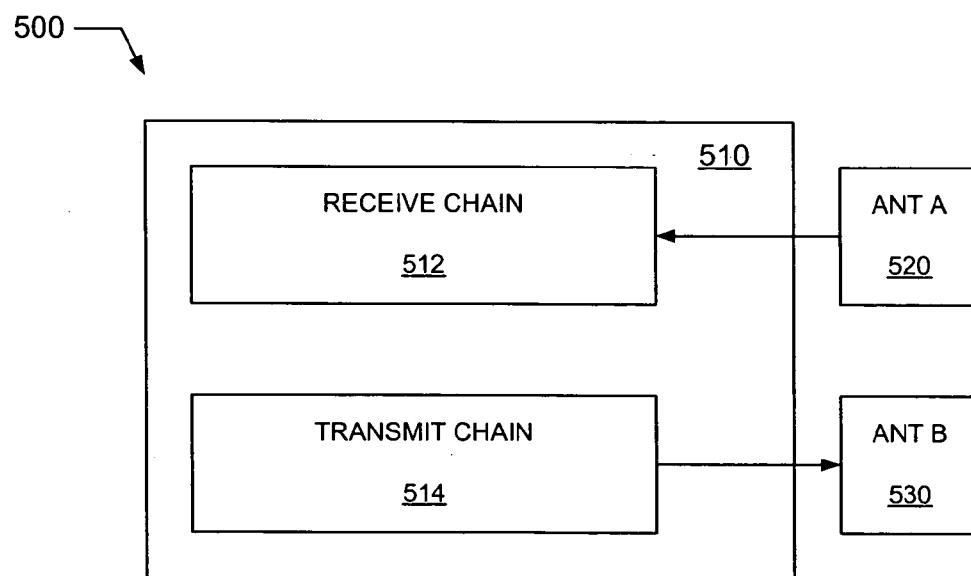 500
510
RECEIVE CHAIN
512
ANT A
520
TRANSMIT CHAIN
514
ANT B
530